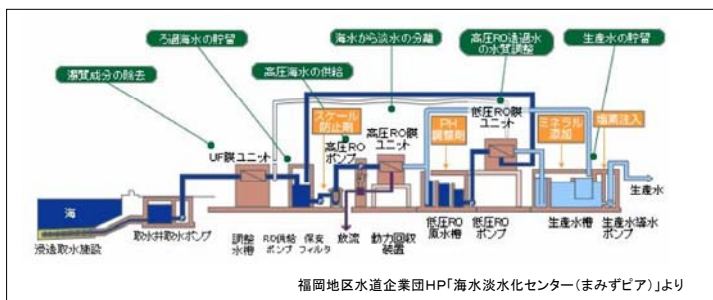 高圧RO透過水
の水質調整
ろ過海水の貯留
海水から淡水の分離
生産水の貯留
高圧海水の供給
濁質成分の除去
スケール
防止剤
高圧RO
ポンプ
高圧RO膜
ユニット
PH
調整剤
低圧RO膜
ユニット
ミネラル
添加
塩素注入
UF膜ユニット
海
生産水
浸透取水施設
取水井取水ポンプ
調整
水槽
RO供給
ポンプ
保安
フィルタ
放流
動力回収
装置
低圧RO
原水槽
低圧RO
ポンプ
生産水槽
生産水導水
ポンプ
福岡地区水道企業団HP「海水淡水化センター(まみずピア)」より